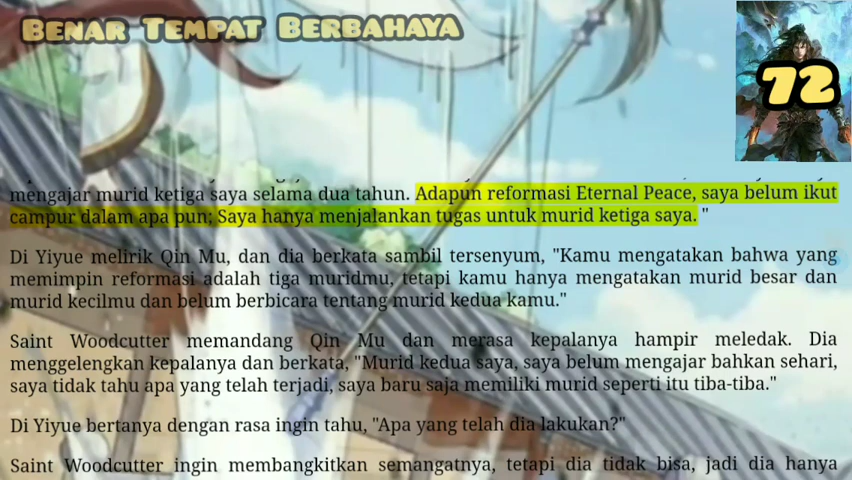 BENAR TEMPAT BERBAHAYA
72
mengajar murid ketiga saya selama dua tahun. Adapun reformasi Eternal Peace, saya belum ikut
campur dalam apa pun; Saya hanya menjalankan tugas untuk murid ketiga saya. "
Di Yiyue melirik Qin Mu, dan dia berkata sambil tersenyum, "Kamu mengatakan bahwa yang
memimpin reformasi adalah tiga muridmu, tetapi kamu hanya mengatakan murid besar dan
murid kecilmu dan belum berbicara tentang murid kedua kamu."
Saint Woodcutter memandang Qin Mu dan merasa kepalanya hampir meledak. Dia
menggelengkan kepalanya dan berkata, "Murid kedua saya, saya belum mengajar bahkan sehari,
saya tidak tahu apa yang telah terjadi, saya baru saja memiliki murid seperti itu tiba-tiba."
Di Yiyue bertanya dengan rasa ingin tahu, "Apa yang telah dia lakukan?"
Saint Woodcutter ingin membangkitkan semangatnya, tetapi dia tidak bisa, jadi dia hanya